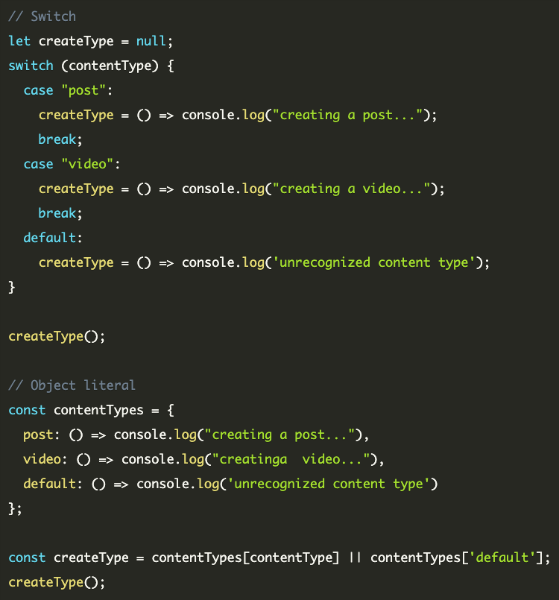 // Switch
let createType = null;
switch (contentType) {
  case "post":
    createType = () => console.log("creating a post...");
    break;
  case "video":
    createType = () => console.log("creating a video...");
    break;
  default:
    createType = () => console.log('unrecognized content type');
}

createType();

// Object literal
const contentTypes = {
  post: () => console.log("creating a post..."),
  video: () => console.log("creatinga  video..."),
  default: () => console.log('unrecognized content type')
};

const createType = contentTypes[contentType] || contentTypes['default'];
createType();